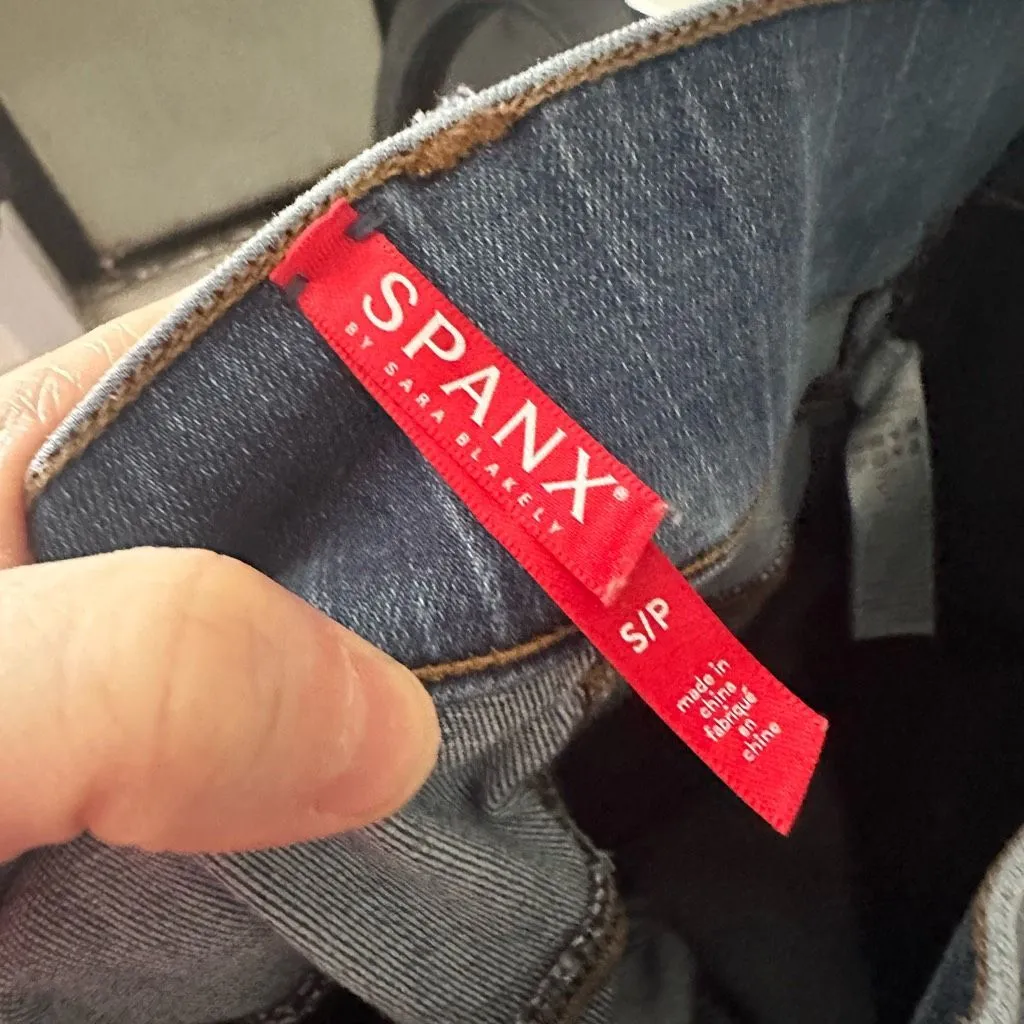 SPANX®
BY SARA BLAKELY
S/P
made in
china
fabriqué
en
chine